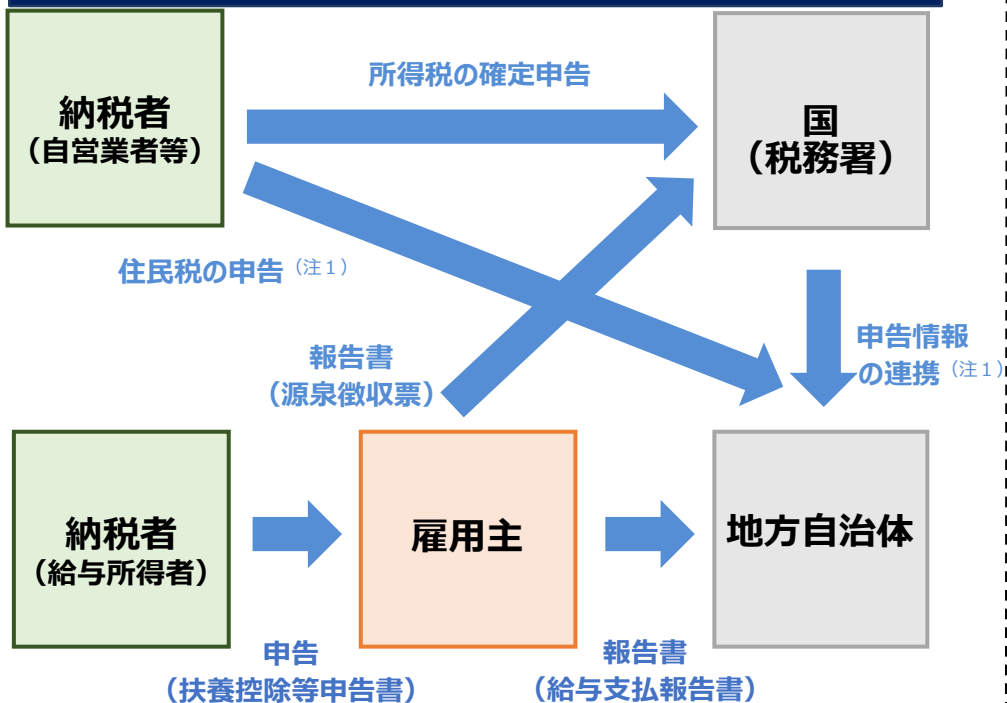 納税者
（自営業者等）
所得税の確定申告
国
（税務署）
住民税の申告（注１）
報告書
（源泉徴収票）
申告情報
の連携（注１）
納税者
（給与所得者）
雇用主
地方自治体
申告
（扶養控除等申告書）
報告書
（給与支払報告書）